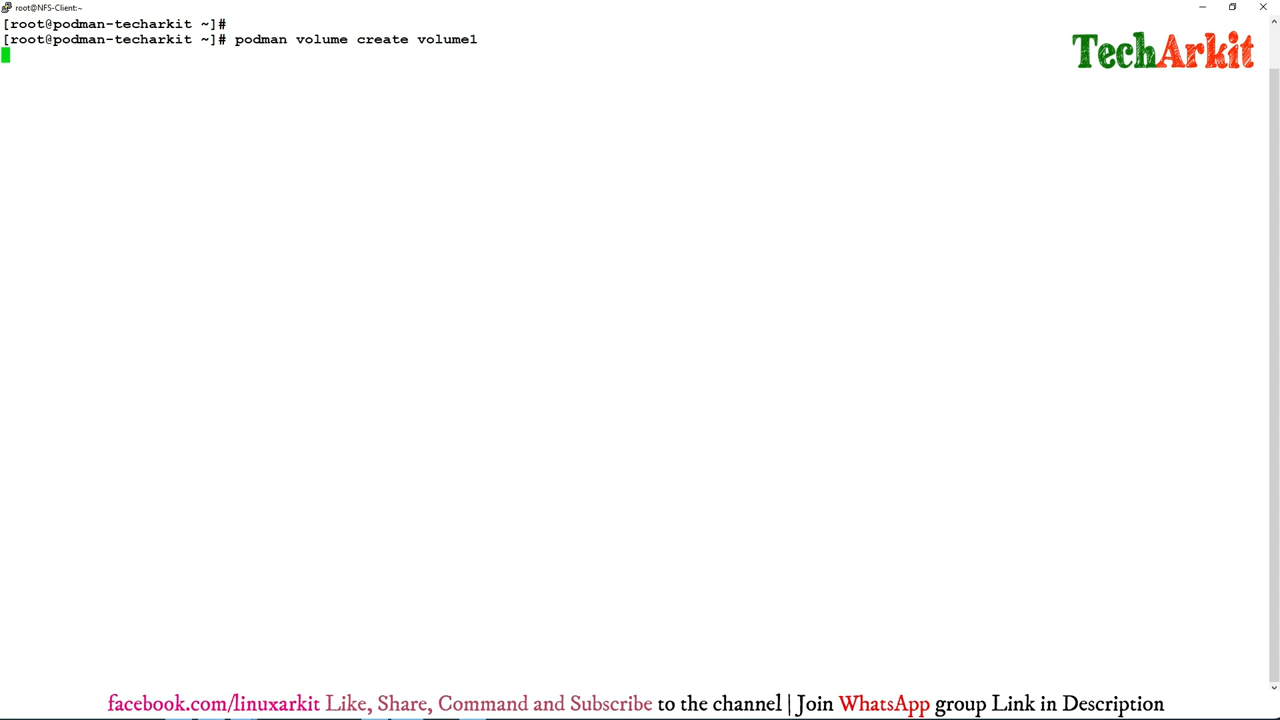 root@NFS-Client:~
[root@podman-techarkit ~]#
[root@podman-techarkit ~]# podman volume create volume1
TechArkit
facebook.com/linuxarkit Like, Share, Command and Subscribe to the channel | Join WhatsApp group Link in Description